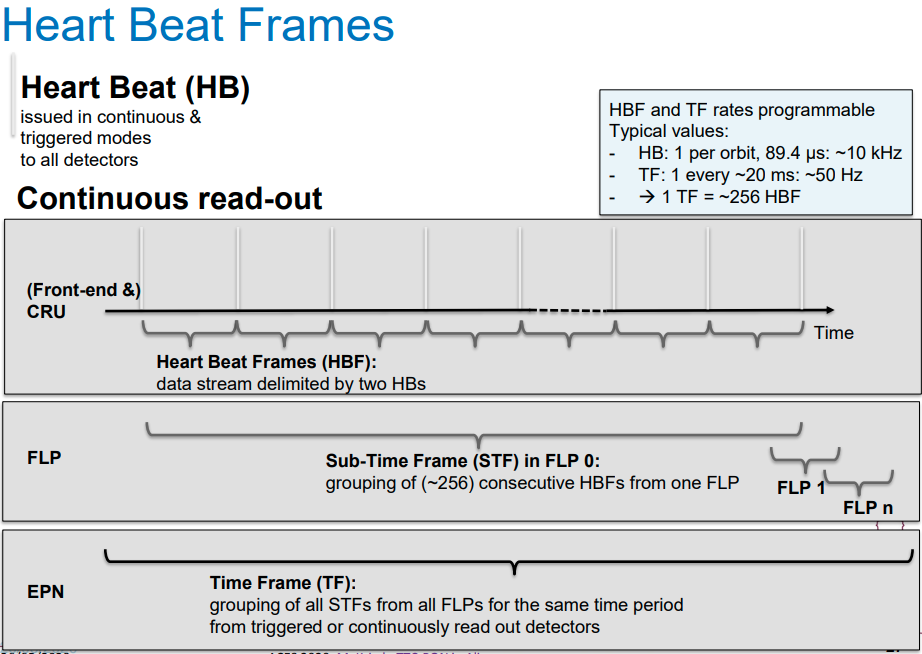 Heart Beat Frames
Heart Beat (HB)
issued in continuous &
triggered modes
to all detectors
HBF and TF rates programmable
Typical values:
- HB: 1 per orbit, 89.4 µs: ~10 kHz
- TF: 1 every ~20 ms: ~50 Hz
- → 1 TF = ~256 HBF
Continuous read-out
(Front-end &)
CRU
Time
Heart Beat Frames (HBF):
data stream delimited by two HBs
FLP
Sub-Time Frame (STF) in FLP 0:
grouping of (~256) consecutive HBFs from one FLP
FLP 1
FLP n
EPN
Time Frame (TF):
grouping of all STFs from all FLPs for the same time period
from triggered or continuously read out detectors